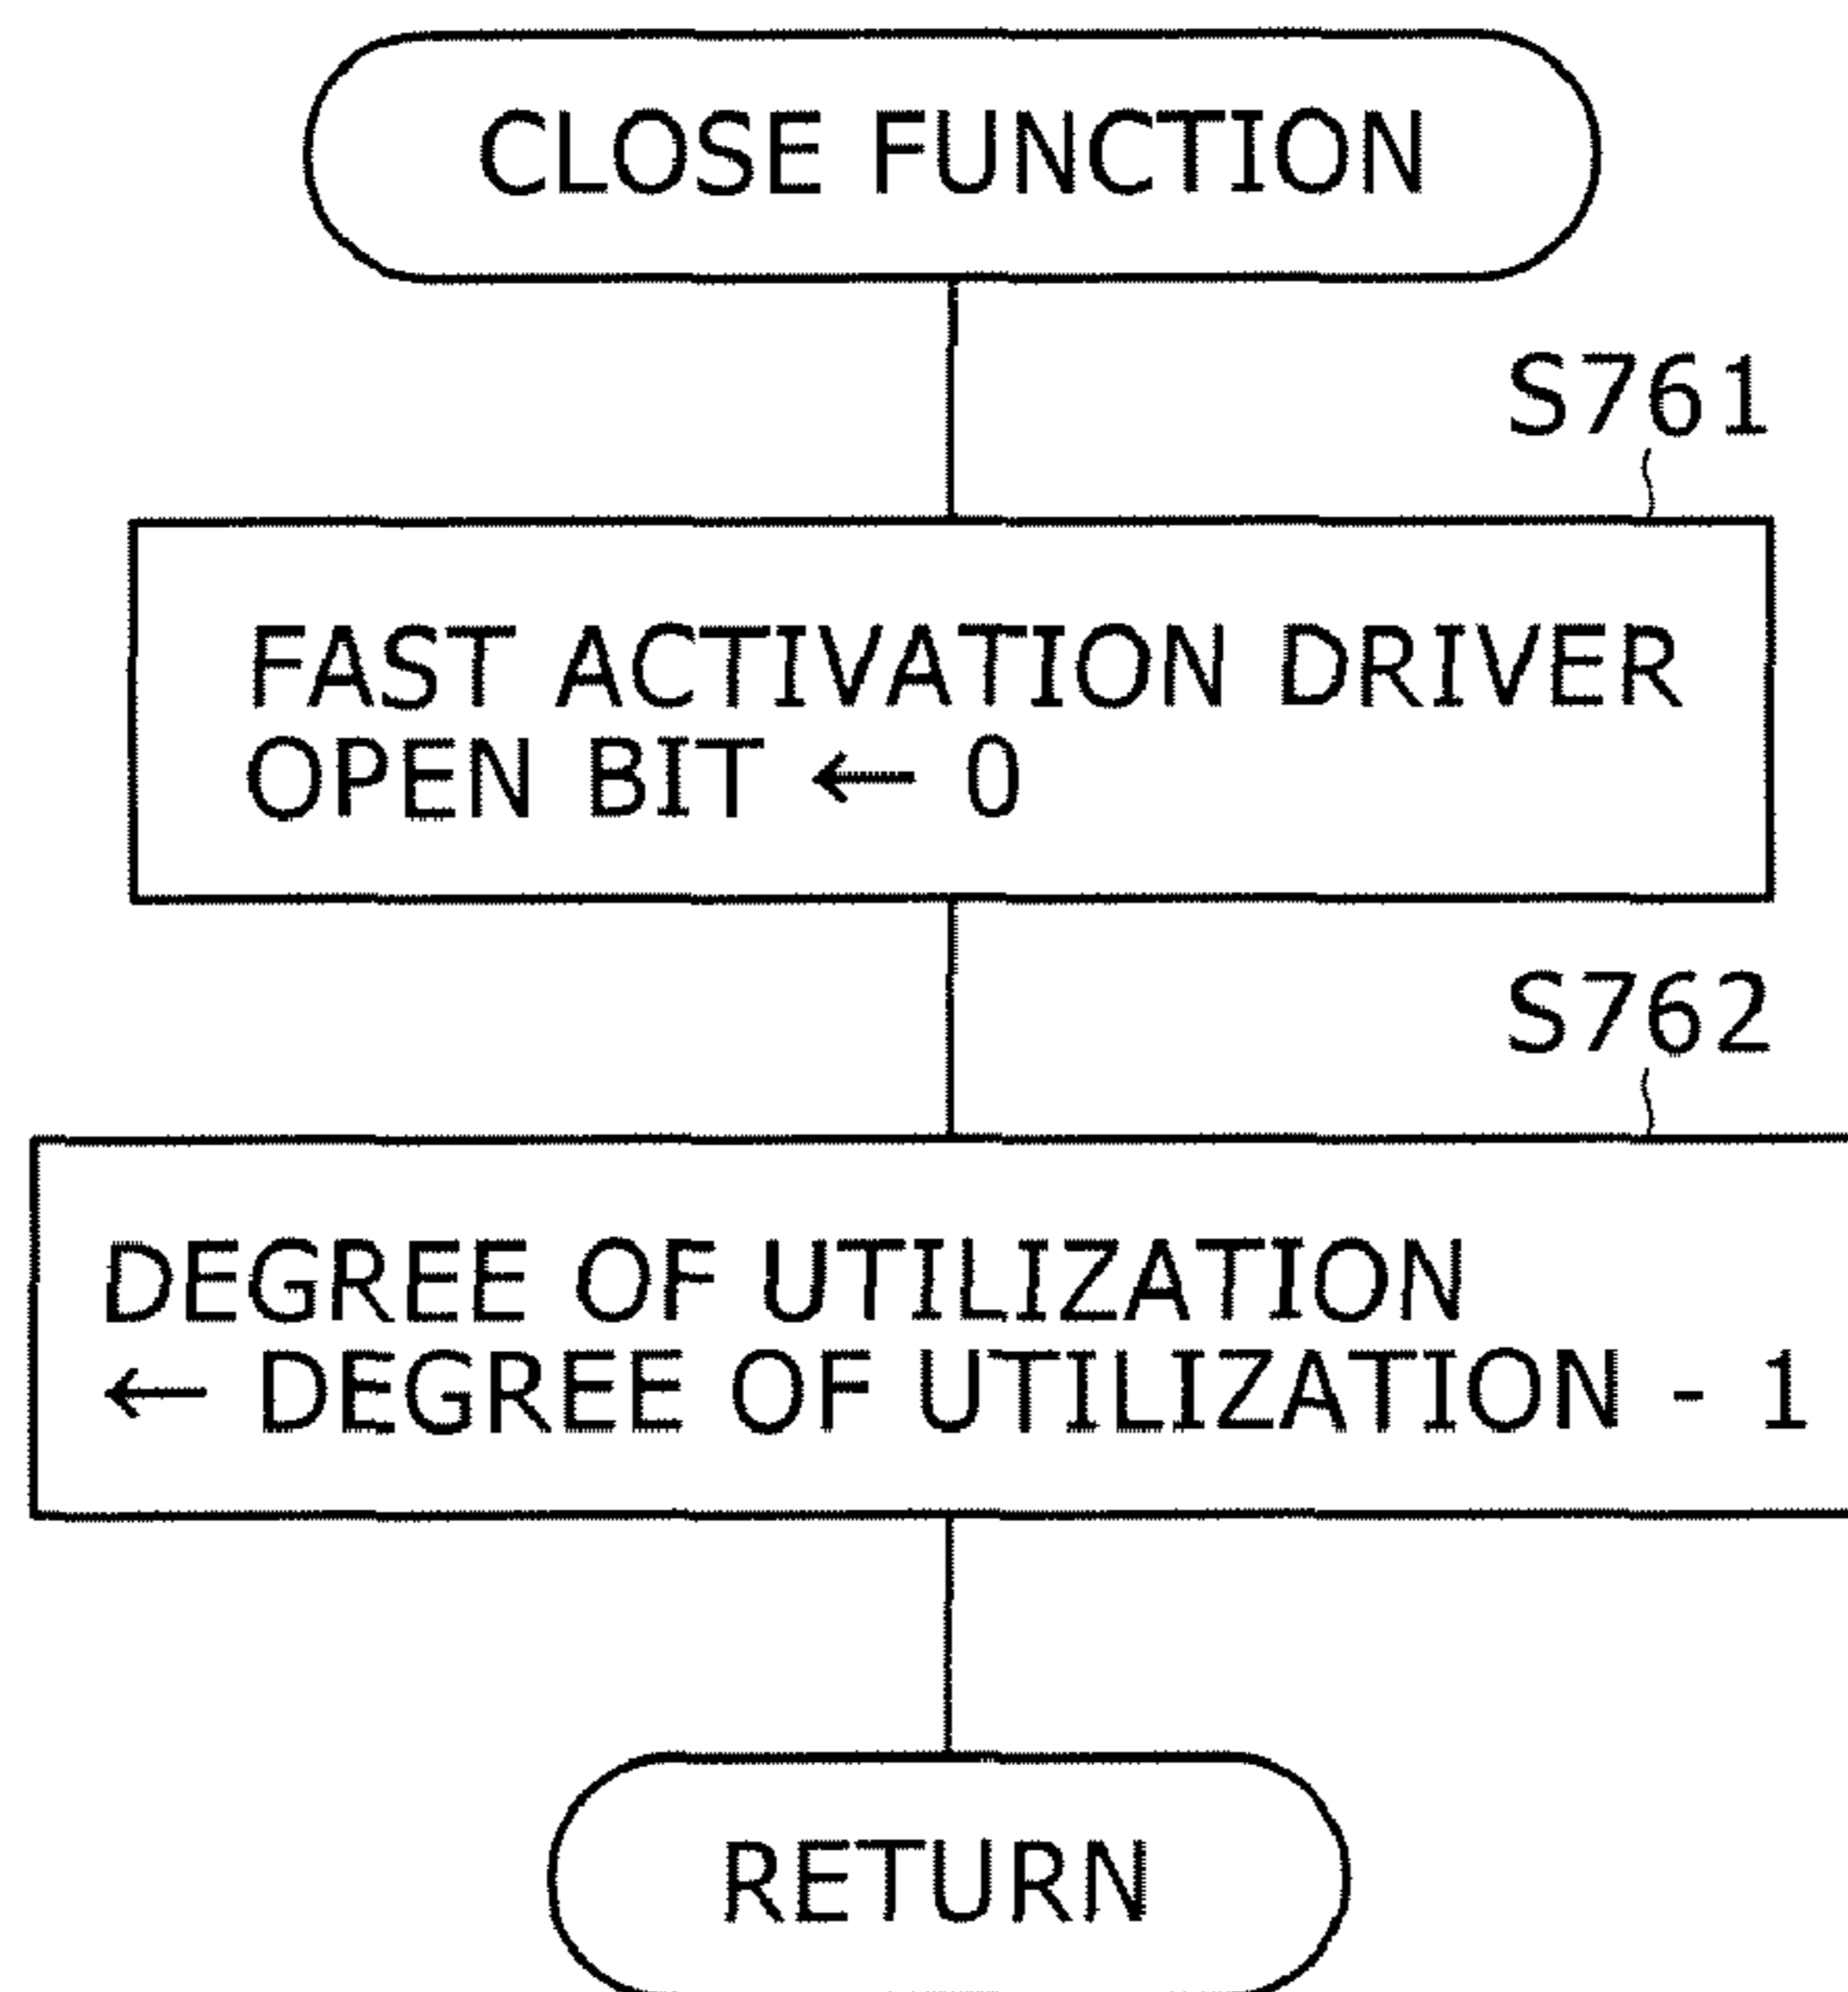 CLOSE FUNCTION
S761
FAST ACTIVATION DRIVER
OPEN BIT ← 0
S762
DEGREE OF UTILIZATION
← DEGREE OF UTILIZATION - 1
RETURN